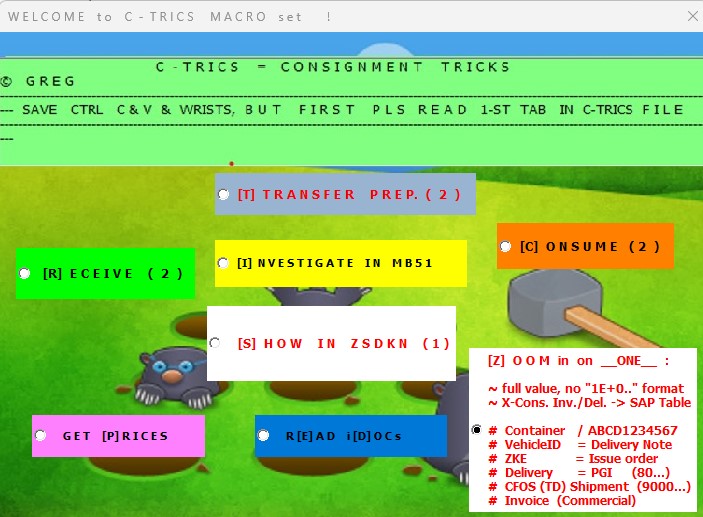 WELCOME to C-TRICS MACRO set !
C-TRICS = CONSIGNMENT TRICKS
© GREG
--- SAVE CTRL C&V & WRISTS, BUT FIRST PLS READ 1-ST TAB IN C-TRICS FILE
---
[T] TRANSFER PREP. (2)
[C] ONSUME (2)
[R] ECEIVE (2)
[I] NVESTIGATE IN MB51
[S] HOW IN ZSDKN (1)
[Z] OOM in on __ONE__ :
~ full value, no "1E+0.." format
~ X-Cons. Inv./Del. -> SAP Table
# Container / ABCD1234567
# VehicleID = Delivery Note
# ZKE = Issue order
# Delivery = PGI (80...)
# CFOS (TD) Shipment (9000...)
# Invoice (Commercial)
GET [P]RICES
R[E]AD i[D]OCs